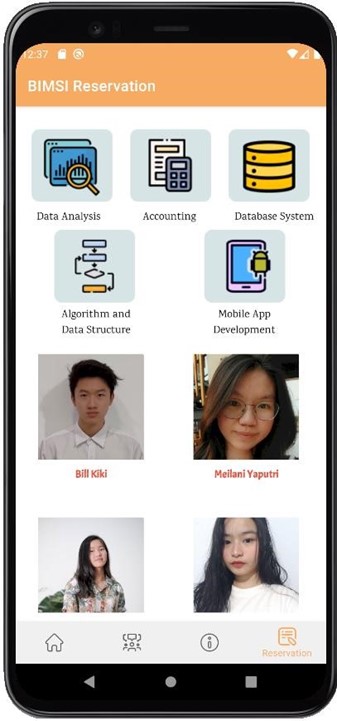 12:37
BIMSI Reservation
Data Analysis
Accounting
Database System
Algorithm and
Data Structure
Mobile App
Development
Bill Kiki
Meilani Yaputri
Reservation